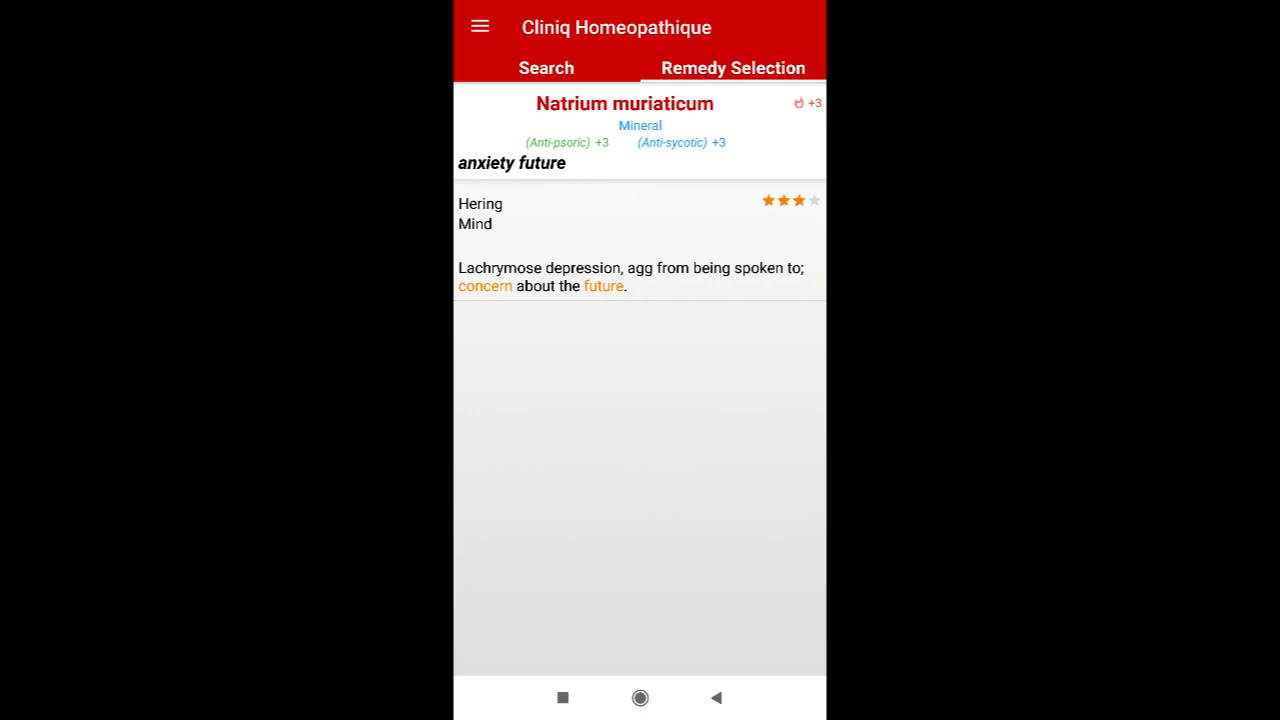 Cliniq Homeopathique
Search Remedy Selection
Natrium muriaticum +3
Mineral
(Anti-psoric) +3 (Anti-sycotic) +3
anxiety future
Hering
Mind
Lachrymose depression, agg from being spoken to;
concern about the future.